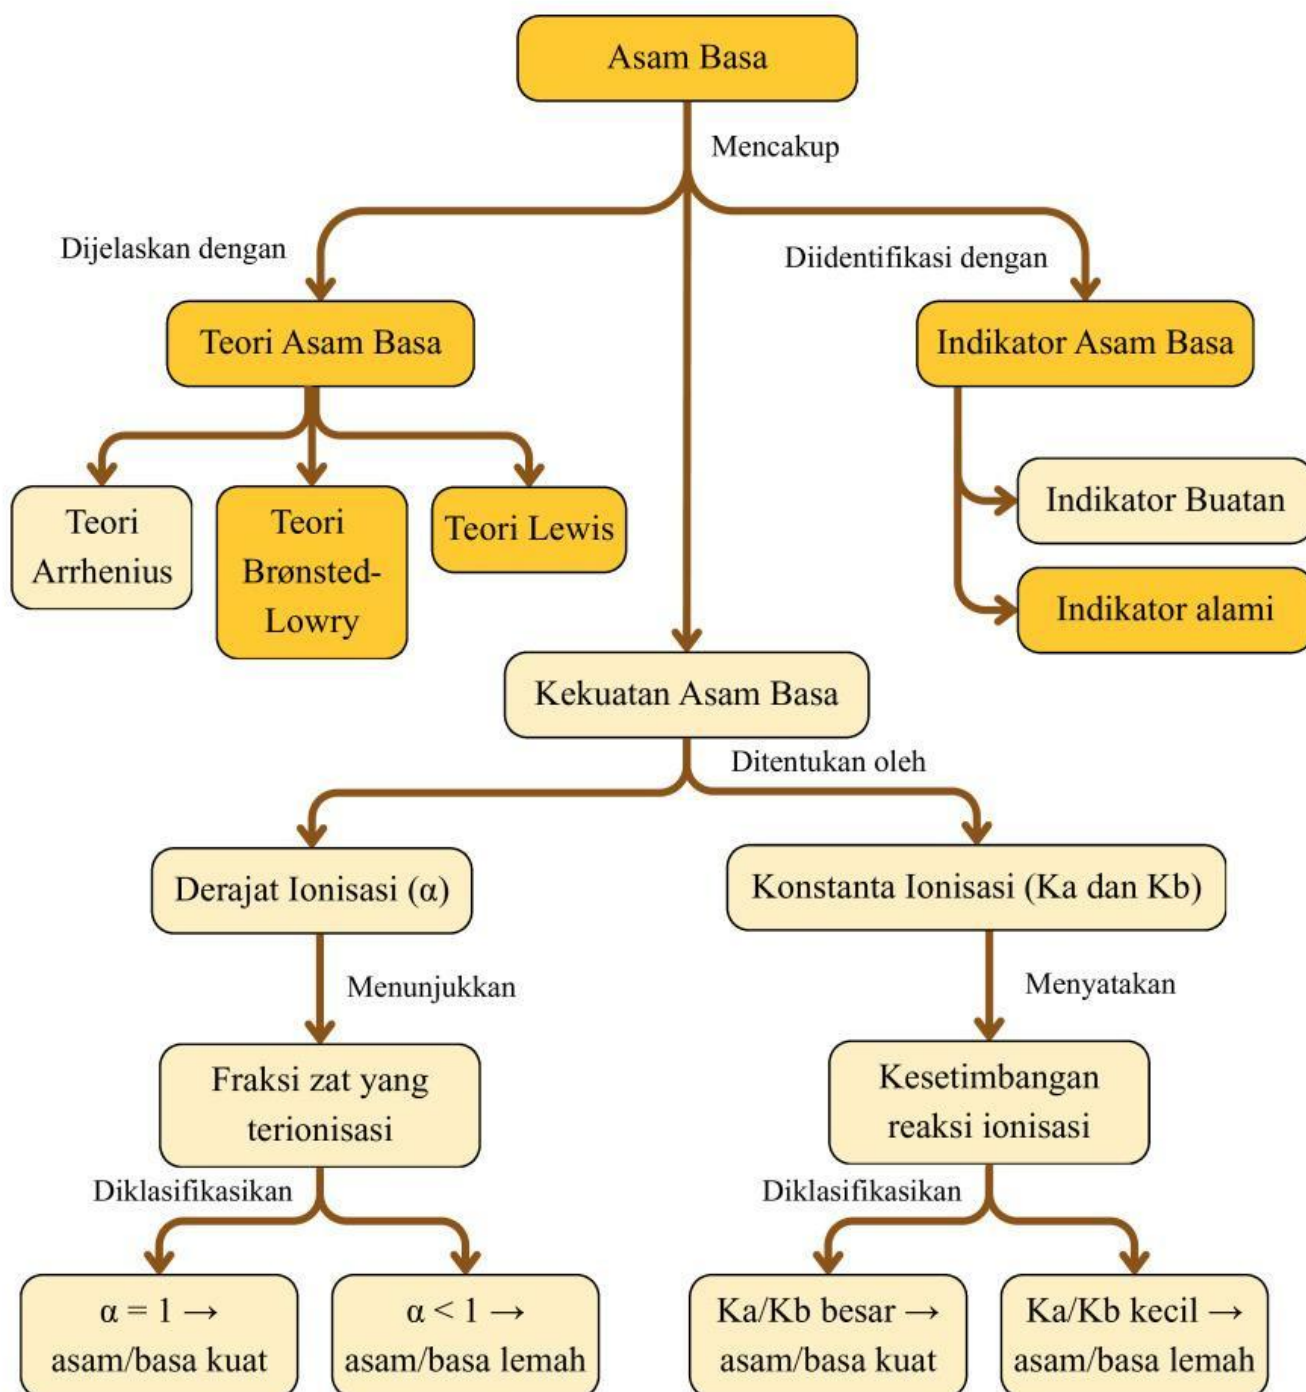 Asam Basa
Mencakup
Dijelaskan dengan
Diidentifikasi dengan
Teori Asam Basa
Indikator Asam Basa
Teori
Arrhenius
Teori
Brønsted-
Lowry
Teori Lewis
Indikator Buatan
Indikator alami
Kekuatan Asam Basa
Ditentukan oleh
Derajat Ionisasi (α)
Konstanta Ionisasi (Ka dan Kb)
Menunjukkan
Menyatakan
Fraksi zat yang
terionisasi
Kesetimbangan
reaksi ionisasi
Diklasifikasikan
Diklasifikasikan
α = 1 →
asam/basa kuat
α < 1 →
asam/basa lemah
Ka/Kb besar →
asam/basa kuat
Ka/Kb kecil →
asam/basa lemah